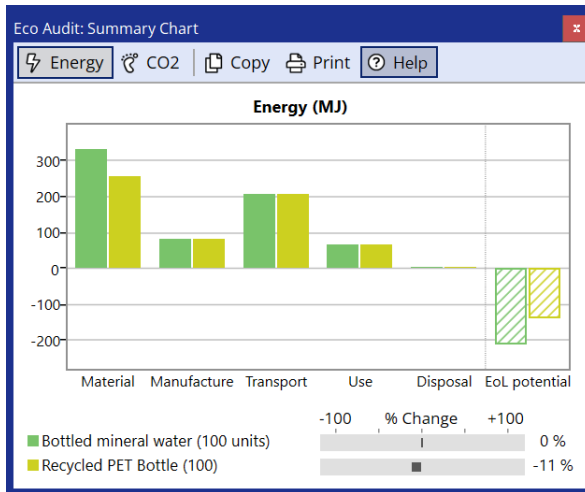 Eco Audit: Summary Chart x
Energy CO2 Copy Print ? Help
Energy (MJ)
300
200
100
0
-100
-200
Material Manufacture Transport Use Disposal EoL potential
-100 % Change +100
Bottled mineral water (100 units) 0 %
Recycled PET Bottle (100) -11 %